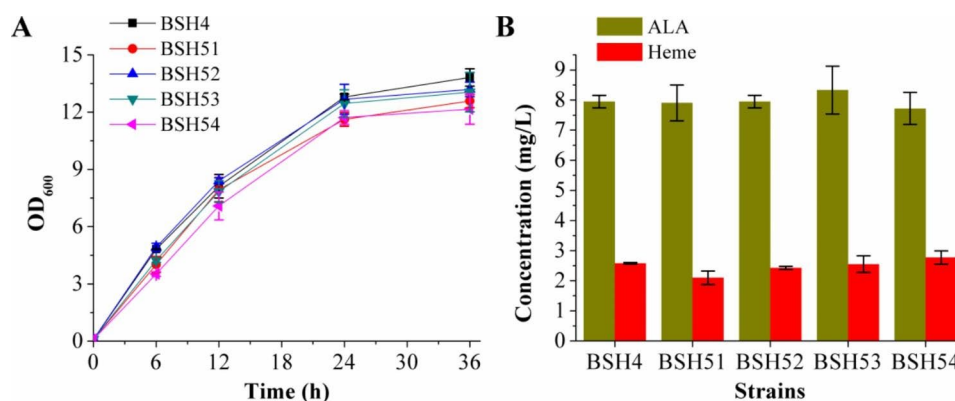 A
BSH4
BSH51
BSH52
BSH53
BSH54
15
12
9
6
3
0
OD600
0 6 12 18 24 30 36
Time (h)
B
ALA
Heme
9
8
7
6
5
4
3
2
1
0
Concentration (mg/L)
BSH4 BSH51 BSH52 BSH53 BSH54
Strains